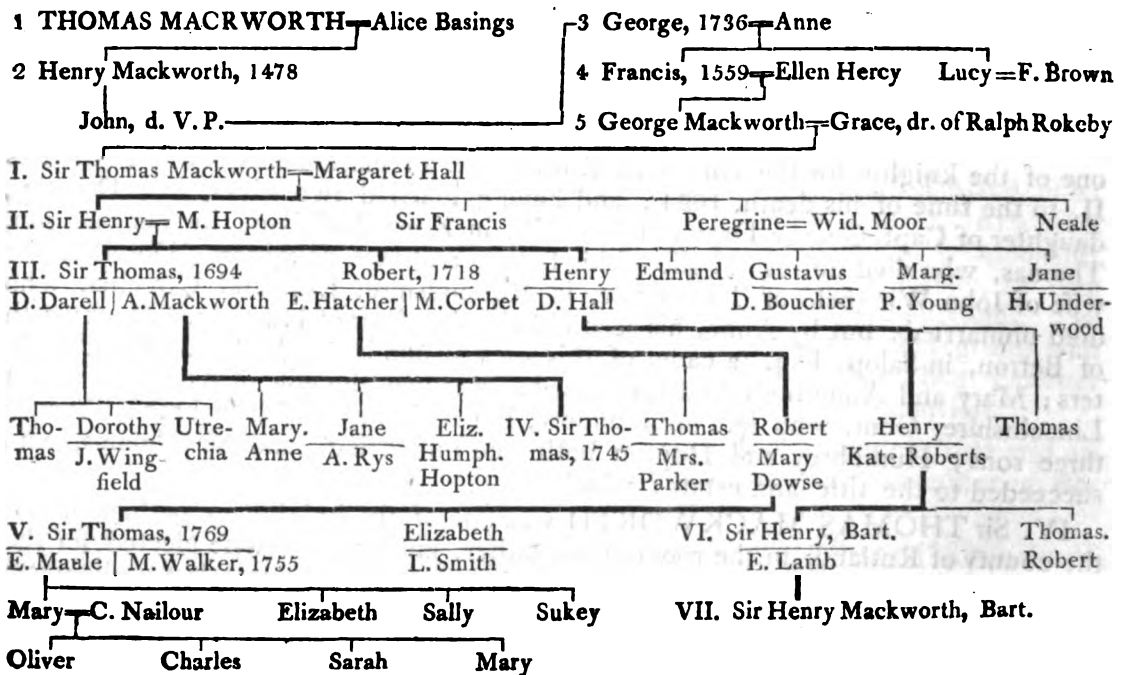 1 THOMAS MACRWORTH Alice Basings 3 George, 1736 Anne
2 Henry Mackworth, 1478 4 Francis, 1559 Ellen Hercy Lucy=F. Brown
John, d. V. P. 5 George Mackworth Grace, dr. of Ralph Rokeby
I. Sir Thomas Mackworth Margaret Hall
II. Sir Henry M. Hopton Sir Francis Peregrine= Wid. Moor Neale
III. Sir Thomas, 1694 Robert, 1718 Henry Edmund Gustavus Marg. Jane
D. Darell | A. Mackworth E. Hatcher | M. Corbet D. Hall D. Bouchier P. Young H. Under-
wood
Tho- Dorothy Utre- Mary. Jane Eliz. IV. Sir Tho- Thomas Robert Henry Thomas
mas J. Wing- chia Anne A. Rys Humph. mas, 1745 Mrs. Mary Kate Roberts
field Hopton Parker Dowse
V. Sir Thomas, 1769 Elizabeth VI. Sir Henry, Bart. Thomas.
E. Maule | M. Walker, 1755 L. Smith E. Lamb Robert
Mary C. Nailour Elizabeth Sally Sukey VII. Sir Henry Mackworth, Bart.
Oliver Charles Sarah Mary